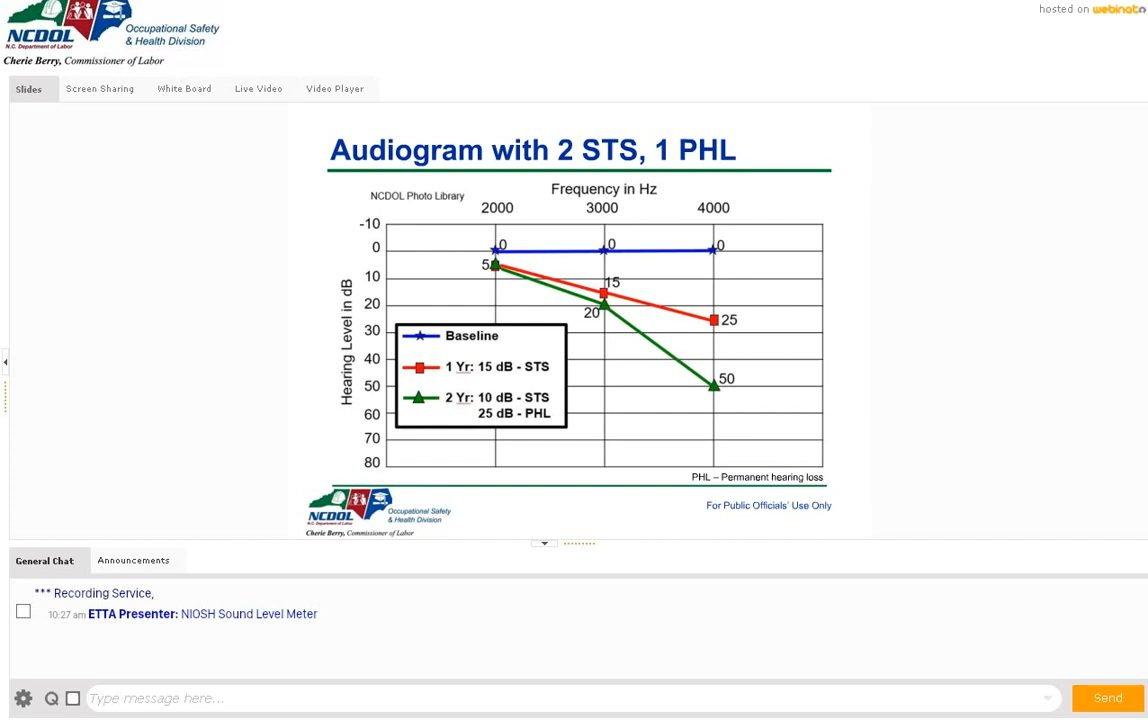 hosted on webinato
NCDOL
N.C. Department of Labor
Occupational Safety
& Health Division
Cherie Berry, Commissioner of Labor
Slides Screen Sharing White Board Live Video Video Player
Audiogram with 2 STS, 1 PHL
NCDOL Photo Library
Frequency in Hz
2000 3000 4000
-10
0
10
20
30
40
50
60
70
80
Hearing Level in dB
0 0 0
5 15 25
20 50
Baseline
1 Yr: 15 dB - STS
2 Yr: 10 dB - STS
25 dB - PHL
PHL – Permanent hearing loss
NCDOL
N.C. Department of Labor
Occupational Safety
& Health Division
Cherie Berry, Commissioner of Labor
For Public Officials' Use Only
General Chat Announcements
*** Recording Service,
10:27 am ETTA Presenter: NIOSH Sound Level Meter
Q Type message here... Send